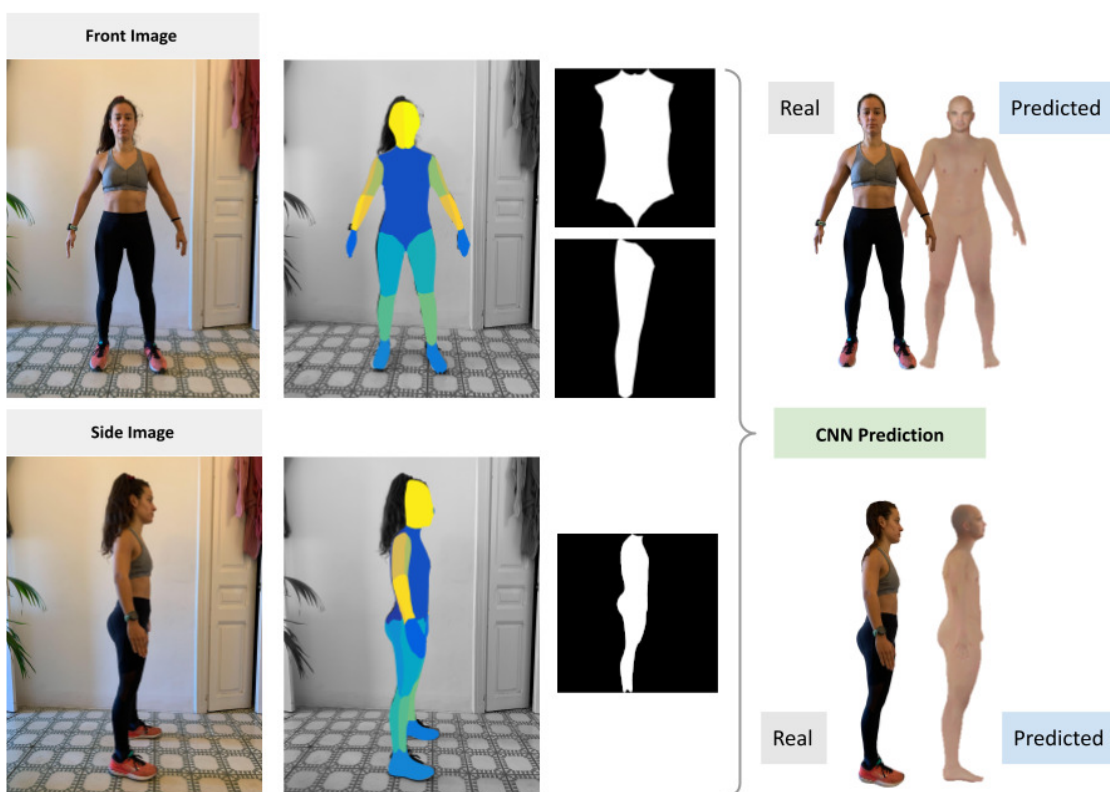 Front Image
Real
Predicted
Side Image
CNN Prediction
Real
Predicted